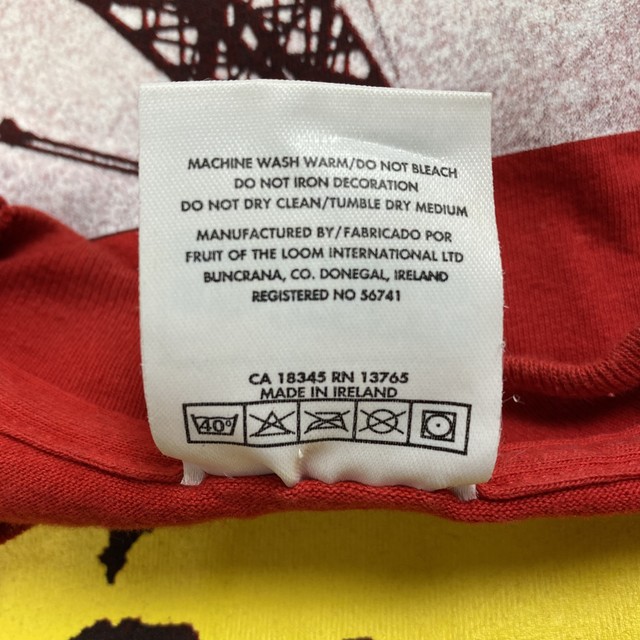 MACHINE WASH WARM/DO NOT BLEACH
DO NOT IRON DECORATION
DO NOT DRY CLEAN/TUMBLE DRY MEDIUM
MANUFACTURED BY/FABRICADO POR
FRUIT OF THE LOOM INTERNATIONAL LTD
BUNCRANA, CO. DONEGAL, IRELAND
REGISTERED NO 56741
CA 18345 RN 13765
MADE IN IRELAND
40°